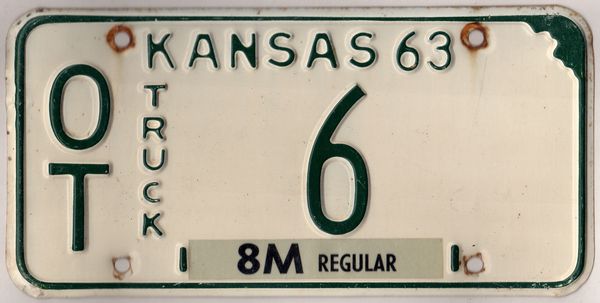 KANSAS 63
OT
TRUCK
6
8M REGULAR